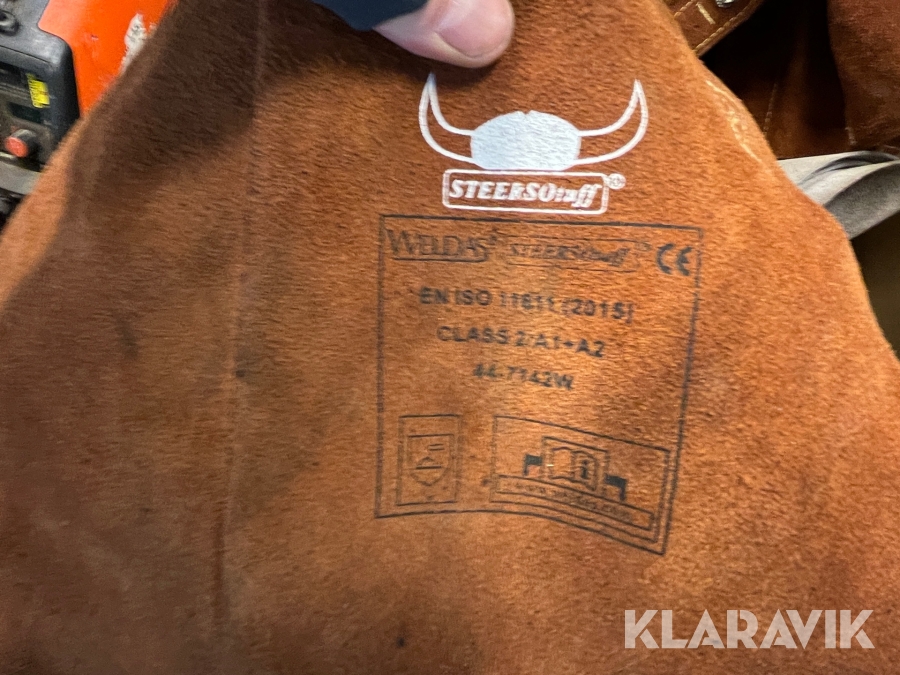 STEERSOtuff®
WELDAS® STEERSOtuff® CE
EN ISO 11611 (2015)
CLASS 2/A1+A2
44-7142W
i
KLARAVIK